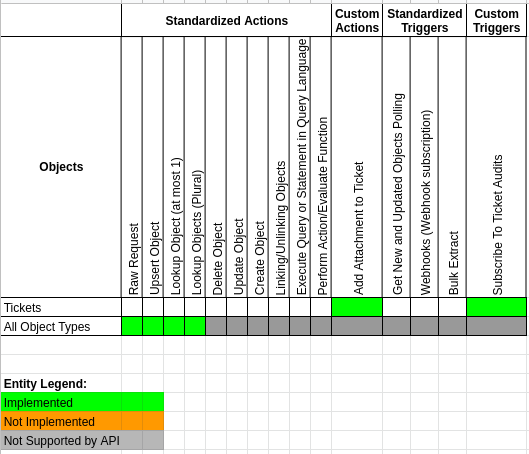 Standardized Actions
Custom
Actions
Standardized
Triggers
Custom
Triggers
Objects
Raw Request
Upsert Object
Lookup Object (at most 1)
Lookup Objects (Plural)
Delete Object
Update Object
Create Object
Linking/Unlinking Objects
Execute Query or Statement in Query Language
Perform Action/Evaluate Function
Add Attachment to Ticket
Get New and Updated Objects Polling
Webhooks (Webhook subscription)
Bulk Extract
Subscribe To Ticket Audits
Tickets
All Object Types
Entity Legend:
Implemented
Not Implemented
Not Supported by API